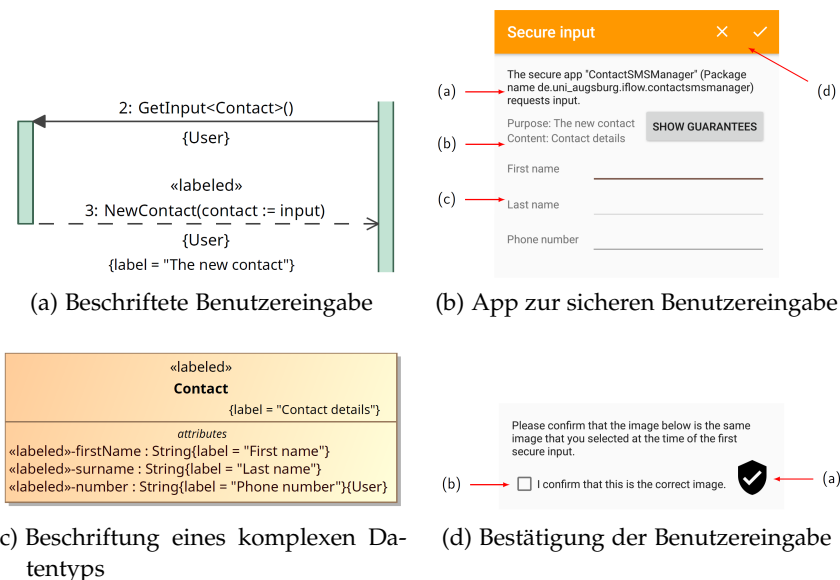 2: GetInput<Contact>()
{User}
«labeled»
3: NewContact(contact := input)
{User}
{label = "The new contact"}
(a) Beschriftete Benutzereingabe
Secure input
The secure app "ContactSMSManager" (Package
name de.uni_augsburg.iflow.contactsmsmanager)
requests input.
Purpose: The new contact
Content: Contact details
SHOW GUARANTEES
First name
Last name
Phone number
(a)
(b)
(c)
(d)
(b) App zur sicheren Benutzereingabe
«labeled»
Contact
{label = "Contact details"}
attributes
«labeled»-firstName : String{label = "First name"}
«labeled»-surname : String{label = "Last name"}
«labeled»-number : String{label = "Phone number"}{User}
c) Beschriftung eines komplexen Da-
tentyps
Please confirm that the image below is the same
image that you selected at the time of the first
secure input.
(b)
I confirm that this is the correct image.
(a)
(d) Bestätigung der Benutzereingabe